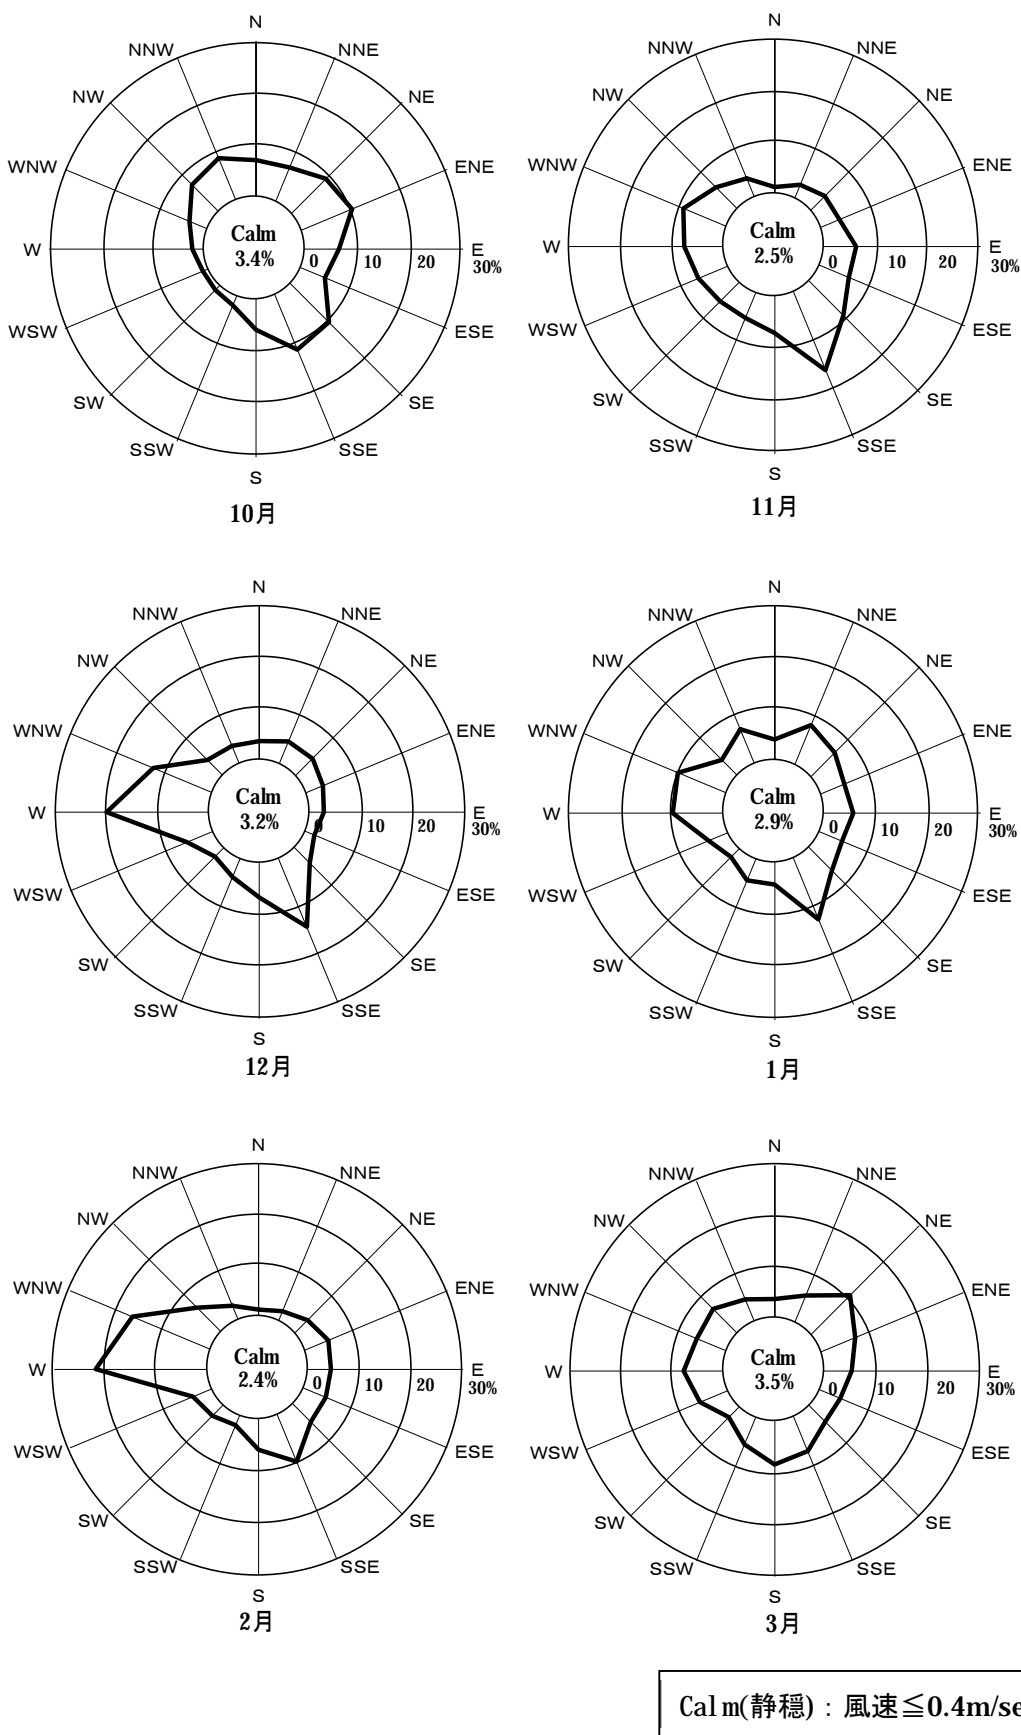 N
NNW NNE
NW NE
WNW ENE
Calm
3.4%
W 0 10 20 E
30%
WSW ESE
SW SE
SSW SSE
S
10月
N
NNW NNE
NW NE
WNW ENE
Calm
2.5%
W 0 10 20 E
30%
WSW ESE
SW SE
SSW SSE
S
11月
N
NNW NNE
NW NE
WNW ENE
Calm
3.2%
W 0 10 20 E
30%
WSW ESE
SW SE
SSW SSE
S
12月
N
NNW NNE
NW NE
WNW ENE
Calm
2.9%
W 0 10 20 E
30%
WSW ESE
SW SE
SSW SSE
S
1月
N
NNW NNE
NW NE
WNW ENE
Calm
2.4%
W 0 10 20 E
30%
WSW ESE
SW SE
SSW SSE
S
2月
N
NNW NNE
NW NE
WNW ENE
Calm
3.5%
W 0 10 20 E
30%
WSW ESE
SW SE
SSW SSE
S
3月
Calm(静穏)：風速≦0.4m/se